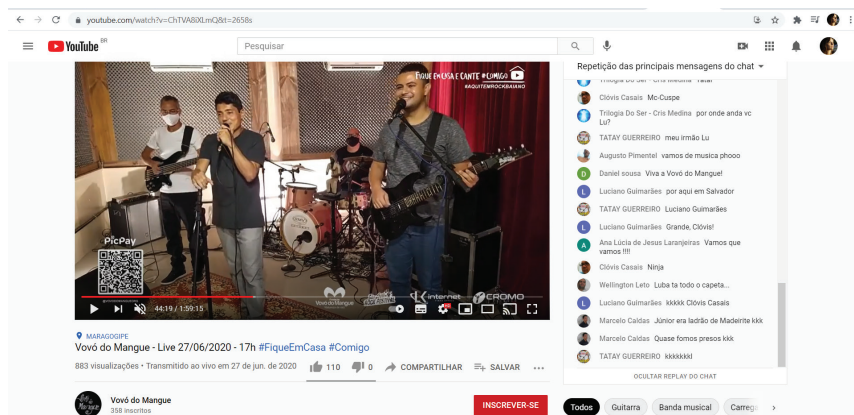 youtube.com/watch?v=ChTVA8iXLmQ&t=2658s
YouTube BR
Pesquisar
FIQUE EM CASA E CANTE #COMIGO
#AQUITEMROCKBAIANO
PicPay
Vovó do Mangue
internet
CROMO
44:19 / 1:59:15
MARAGOGIPE
Vovó do Mangue - Live 27/06/2020 - 17h #FiqueEmCasa #Comigo
883 visualizações • Transmitido ao vivo em 27 de jun. de 2020
110
0
COMPARTILHAR
SALVAR
Vovó do Mangue
358 inscritos
INSCREVER-SE
Repetição das principais mensagens do chat
Trilogia Do Ser - Cris Medina Tatai
Clóvis Casais Mc-Cuspe
Trilogia Do Ser - Cris Medina por onde anda vc
Lu?
TATAY GUERREIRO meu irmão Lu
Augusto Pimentel vamos de musica phooo
Daniel sousa Viva a Vovó do Mangue!
Luciano Guimarães por aqui em Salvador
TATAY GUERREIRO Luciano Guimarães
Luciano Guimarães Grande, Clóvis!
Ana Lúcia de Jesus Laranjeiras Vamos que
vamos !!!!
Clóvis Casais Ninja
Wellington Leto Luba ta todo o capeta...
Luciano Guimarães kkkkk Clóvis Casais
Marcelo Caldas Júnior era ladrão de Madeirite kkk
Marcelo Caldas Quase fomos presos kkk
TATAY GUERREIRO kkkkkkkl
OCULTAR REPLAY DO CHAT
Todos
Guitarra
Banda musical
Carrega